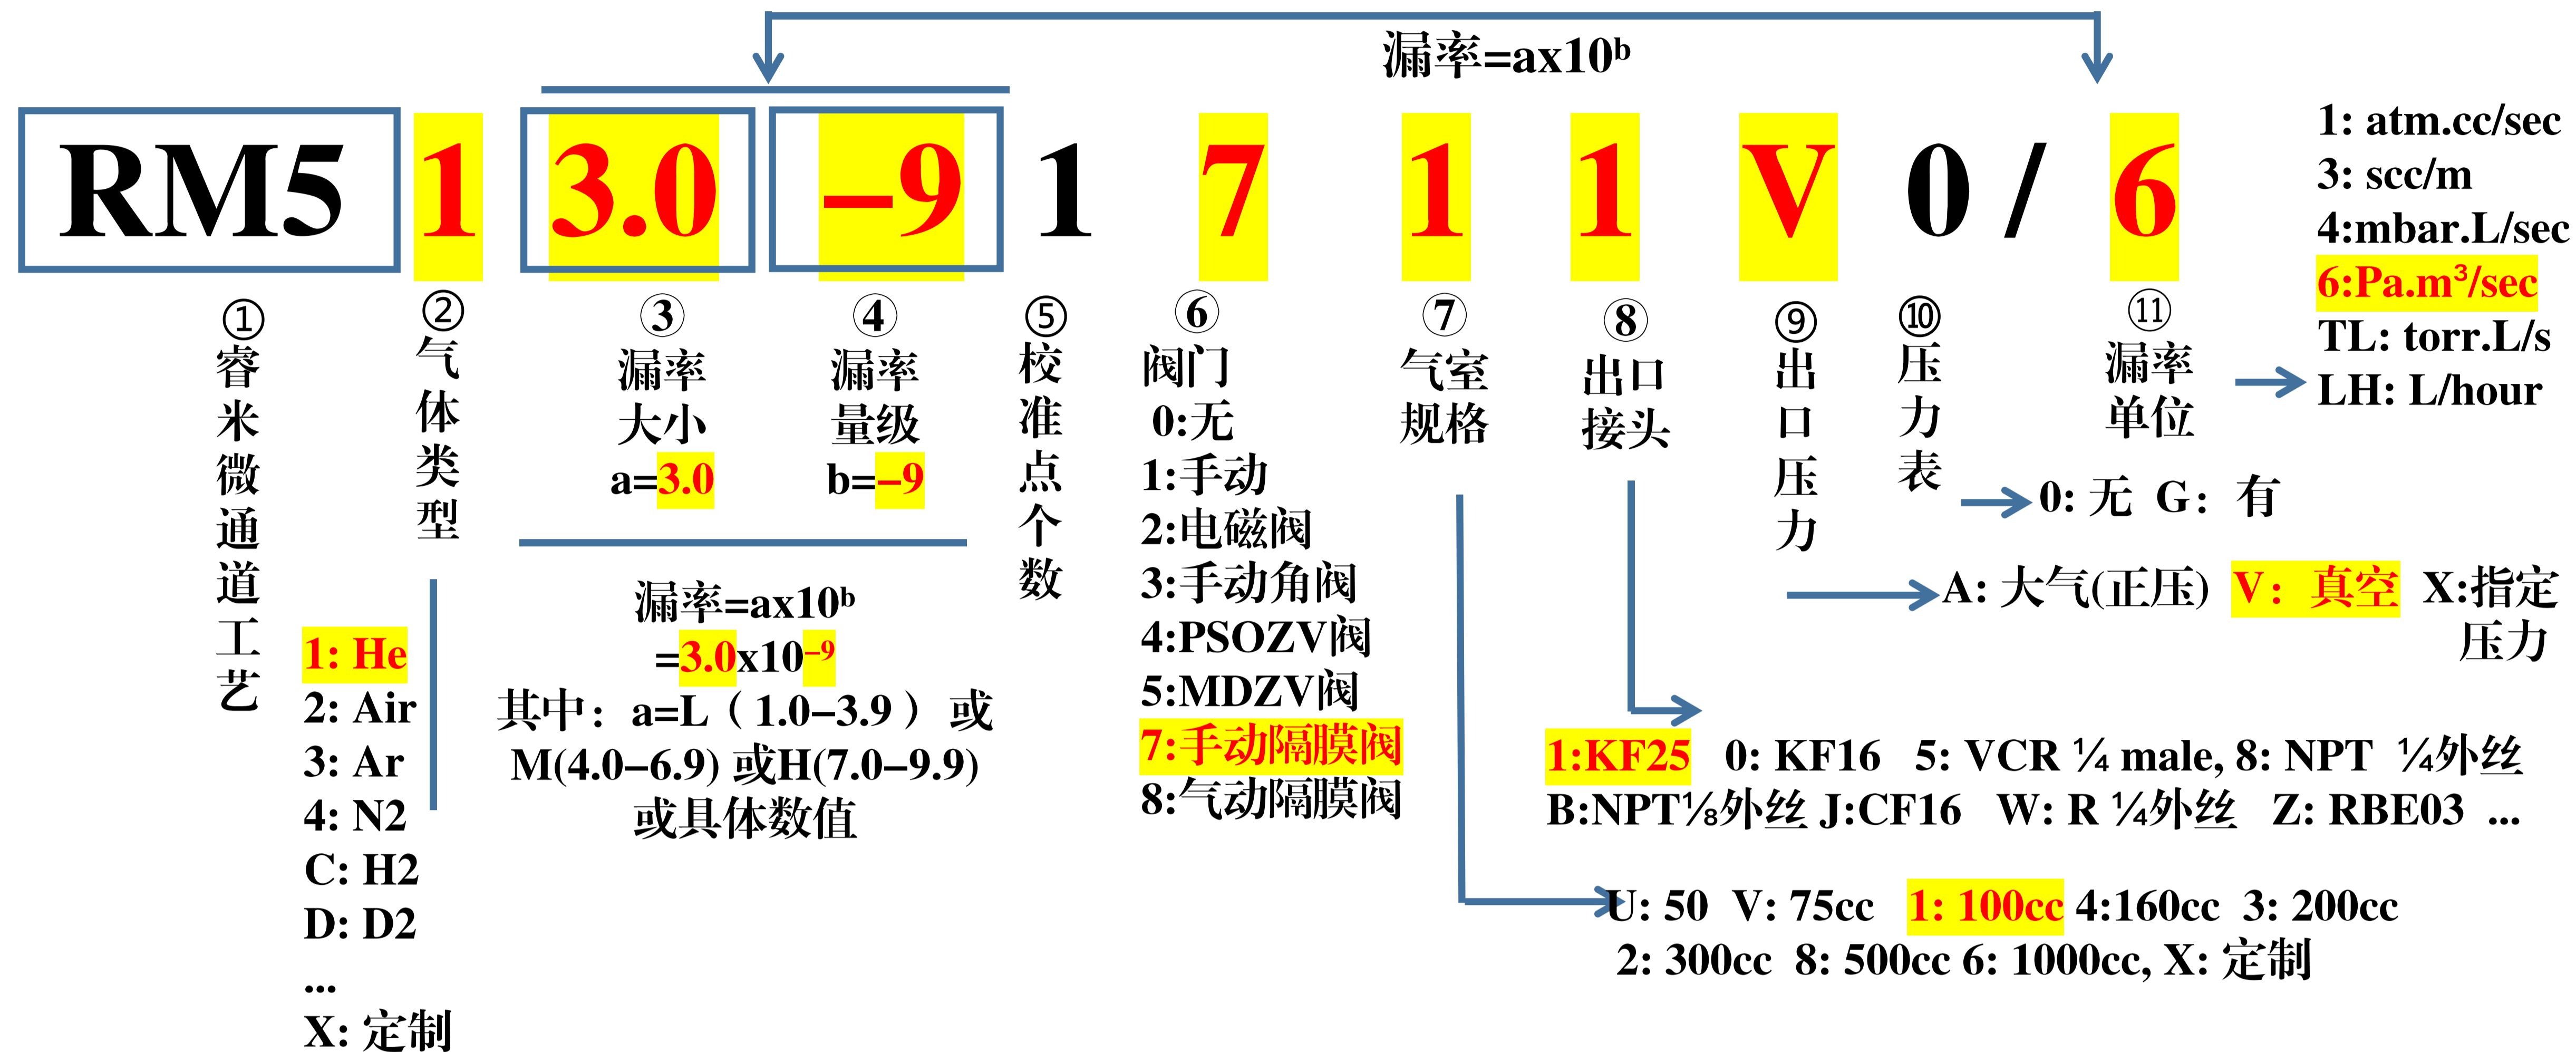 漏率=ax10ᵇ
RM5 1 3.0 –9 1 7 1 1 V 0 / 6
①
睿米微通道工艺
②
气体类型
1: He
2: Air
3: Ar
4: N2
C: H2
D: D2
...
X: 定制
③
漏率
大小
a=3.0
④
漏率
量级
b=–9
漏率=ax10ᵇ
=3.0x10⁻⁹
其中：a=L（1.0–3.9）或
M(4.0–6.9) 或H(7.0–9.9)
或具体数值
⑤
校准点个数
⑥
阀门
0:无
1:手动
2:电磁阀
3:手动角阀
4:PSOZV阀
5:MDZV阀
7:手动隔膜阀
8:气动隔膜阀
⑦
气室
规格
U: 50 V: 75cc 1: 100cc 4:160cc 3: 200cc
2: 300cc 8: 500cc 6: 1000cc, X: 定制
⑧
出口
接头
1:KF25 0: KF16 5: VCR ¼ male, 8: NPT ¼外丝
B:NPT⅛外丝 J:CF16 W: R ¼外丝 Z: RBE03 ...
⑨
出口压力
A: 大气(正压) V：真空 X:指定
压力
⑩
压力表
0: 无 G：有
⑪
漏率
单位
1: atm.cc/sec
3: scc/m
4:mbar.L/sec
6:Pa.m³/sec
TL: torr.L/s
LH: L/hour